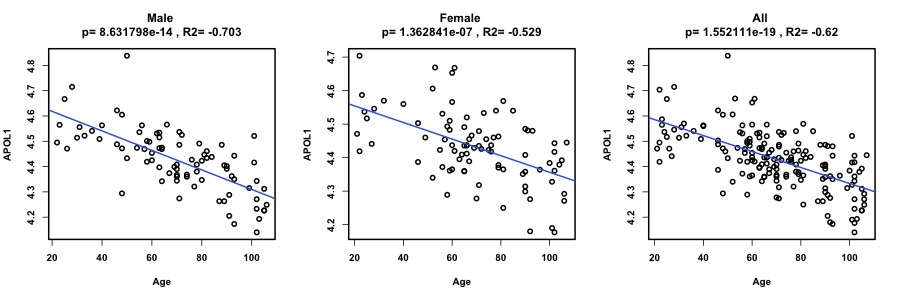 Male
p= 8.631798e-14 , R2= -0.703
APOL1
4.2 4.3 4.4 4.5 4.6 4.7 4.8
20 40 60 80 100
Age
Female
p= 1.362841e-07 , R2= -0.529
APOL1
4.2 4.3 4.4 4.5 4.6 4.7
20 40 60 80 100
Age
All
p= 1.552111e-19 , R2= -0.62
APOL1
4.2 4.3 4.4 4.5 4.6 4.7 4.8
20 40 60 80 100
Age